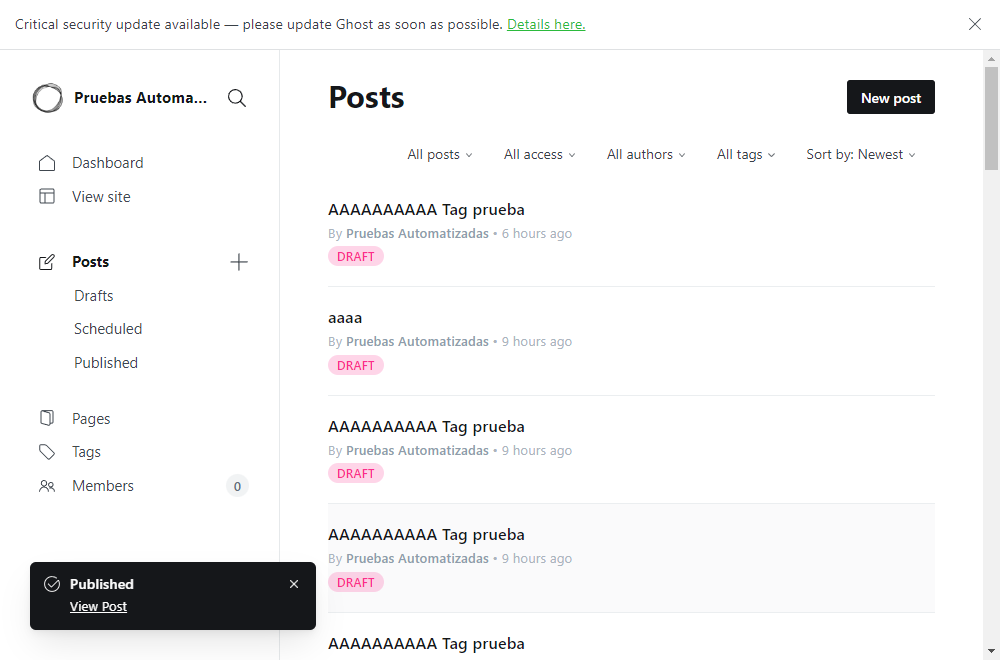 Critical security update available — please update Ghost as soon as possible. Details here.
Pruebas Automa...
Dashboard
View site
Posts
Drafts
Scheduled
Published
Pages
Tags
Members 0
Published
View Post
Posts
New post
All posts All access All authors All tags Sort by: Newest
AAAAAAAAAA Tag prueba
By Pruebas Automatizadas • 6 hours ago
DRAFT
aaaa
By Pruebas Automatizadas • 9 hours ago
DRAFT
AAAAAAAAAA Tag prueba
By Pruebas Automatizadas • 9 hours ago
DRAFT
AAAAAAAAAA Tag prueba
By Pruebas Automatizadas • 9 hours ago
DRAFT
AAAAAAAAAA Tag prueba